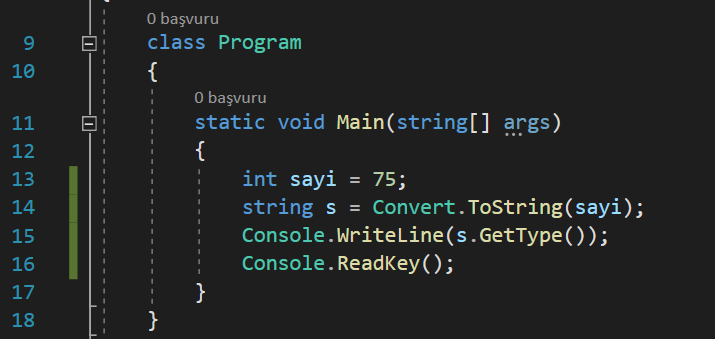 0 başvuru
9 class Program
10 {
0 başvuru
11 static void Main(string[] args)
12 {
13 int sayi = 75;
14 string s = Convert.ToString(sayi);
15 Console.WriteLine(s.GetType());
16 Console.ReadKey();
17 }
18 }